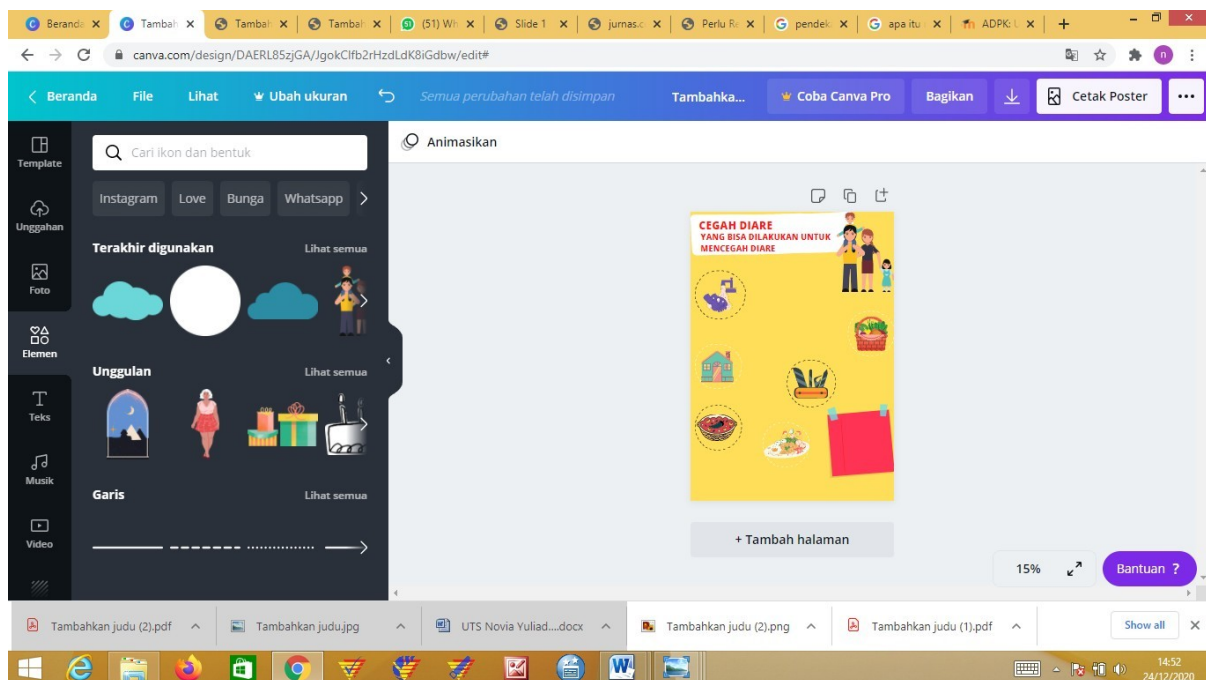 Beranda
Tambah
Tambah
Tambah
(51) Wh
Slide 1
jurnas.c
Perlu Re
pendek
apa itu
ADPK: U
canva.com/design/DAERL85zjGA/JgokClfb2rHzdLdK8iGdbw/edit#
n
Beranda
File
Lihat
Ubah ukuran
Semua perubahan telah disimpan
Tambahka...
Coba Canva Pro
Bagikan
Cetak Poster
Template
Unggahan
Foto
Elemen
Teks
Musik
Video
Cari ikon dan bentuk
Instagram
Love
Bunga
Whatsapp
Terakhir digunakan
Lihat semua
Unggulan
Lihat semua
Garis
Lihat semua
Animasikan
CEGAH DIARE
YANG BISA DILAKUKAN UNTUK
MENCEGAH DIARE
+ Tambah halaman
15%
Bantuan ?
Tambahkan judu (2).pdf
Tambahkan judu.jpg
UTS Novia Yuliad....docx
Tambahkan judu (2).png
Tambahkan judu (1).pdf
Show all
14:52
24/12/2020